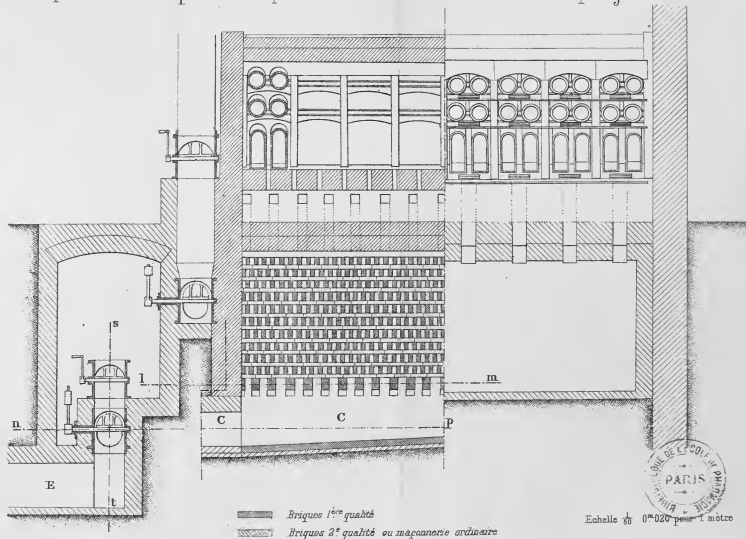 s
l
m
n
C
C
p
E
t
Briques 1ère qualité
Briques 2e qualité ou maçonnerie ordinaire
Echelle 1/50 0m020 pour 1 mètre
PARIS